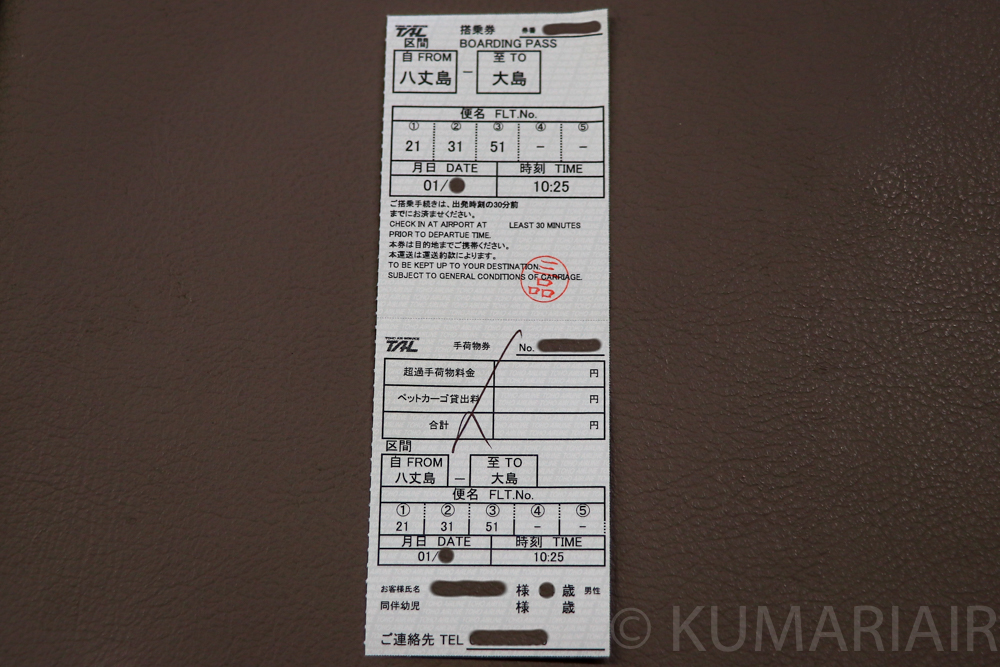 TAL 搭乗券 券番
区間 BOARDING PASS
自 FROM 至 TO
八丈島 － 大島
便名 FLT.No.
① ② ③ ④ ⑤
21 31 51 － －
月日 DATE 時刻 TIME
01/ 10:25
ご搭乗手続きは、出発時刻の30分前
までにお済ませください。
CHECK IN AT AIRPORT AT LEAST 30 MINUTES
PRIOR TO DEPARTUE TIME.
本券は目的地までご携帯ください。
本運送は運送約款によります。
TO BE KEPT UP TO YOUR DESTINATION.
SUBJECT TO GENERAL CONDITIONS OF CARRIAGE.
TAL 手荷物券 No.
超過手荷物料金 円
ペットカーゴ貸出料 円
合計 円
区間
自 FROM 至 TO
八丈島 － 大島
便名 FLT.No.
① ② ③ ④ ⑤
21 31 51 － －
月日 DATE 時刻 TIME
01/ 10:25
お客様氏名 様 歳 男性
同伴幼児 様 歳
ご連絡先 TEL
© KUMARIAIR